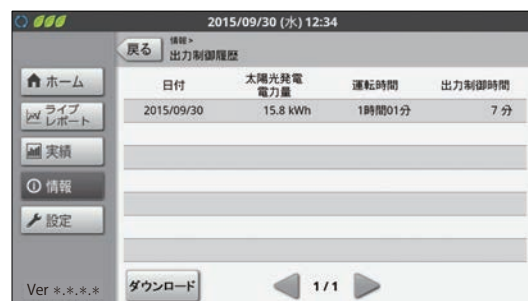 2015/09/30 (水) 12:34
戻る
情報 >
出力制御履歴
ホーム
ライブ
レポート
実績
情報
設定
Ver *.*.*.*
日付 太陽光発電電力量 運転時間 出力制御時間
2015/09/30 15.8 kWh 1時間01分 7 分
ダウンロード
1/1